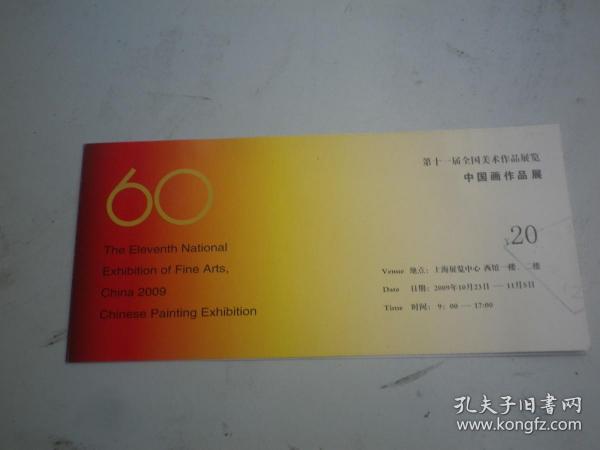 60
The Eleventh National
Exhibition of Fine Arts,
China 2009
Chinese Painting Exhibition
第十一届全国美术作品展览
中国画作品展
¥20
Venue 地点：上海展览中心 西馆一楼、二楼
Date 日期：2009年10月23日 — 11月5日
Time 时间：9：00 — 17:00
孔夫子旧书网
www.kongfz.com